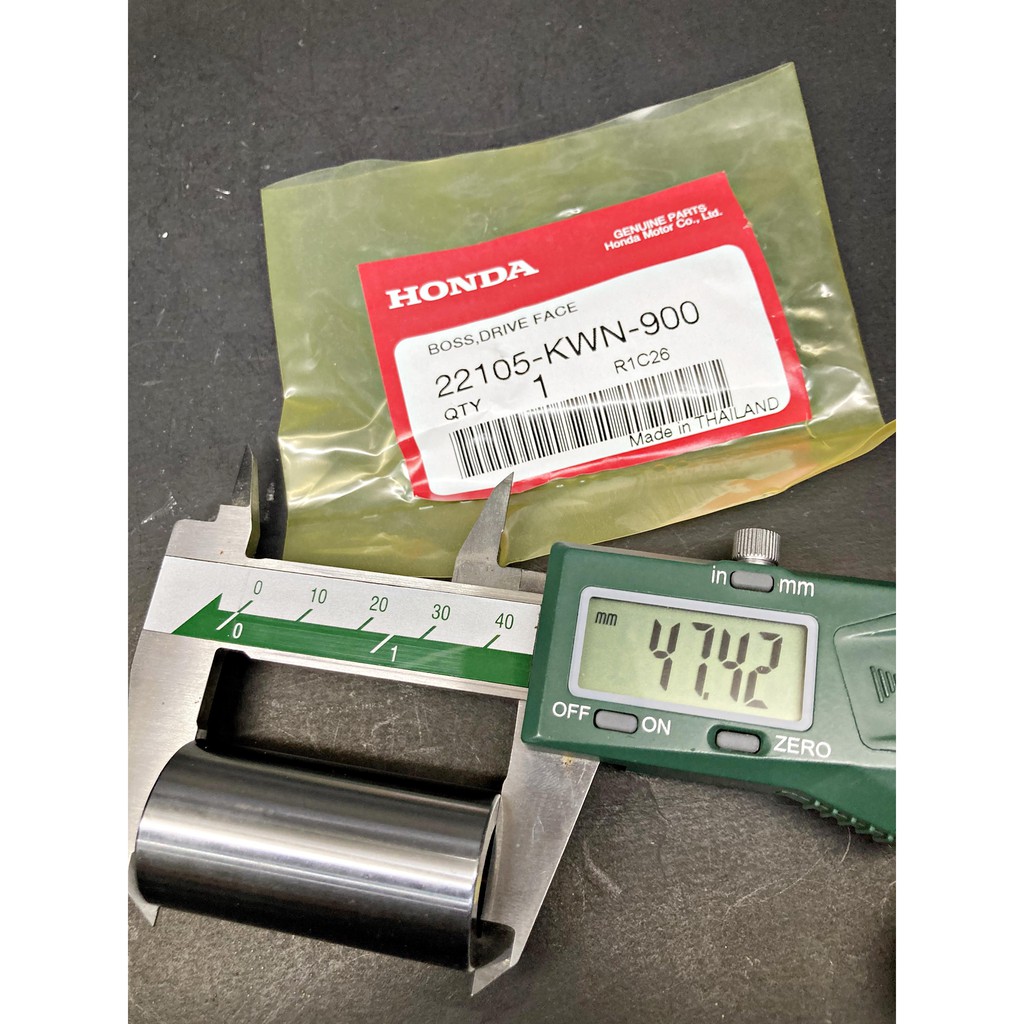 GENUINE PARTS
Honda Motor Co., Ltd.
HONDA
BOSS,DRIVE FACE
22105-KWN-900
QTY 1 R1C26
Made in THAILAND
in mm
0 10 20 30 40
0 1
mm
47.42
OFF ON
ZERO